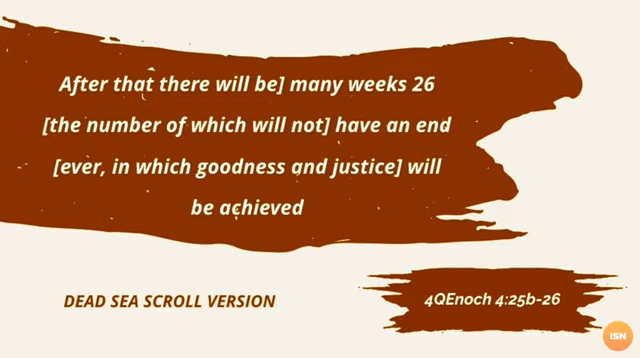 After that there will be] many weeks 26
[the number of which will not] have an end
[ever, in which goodness and justice] will
be achieved
DEAD SEA SCROLL VERSION
4QEnoch 4:25b-26
ISN